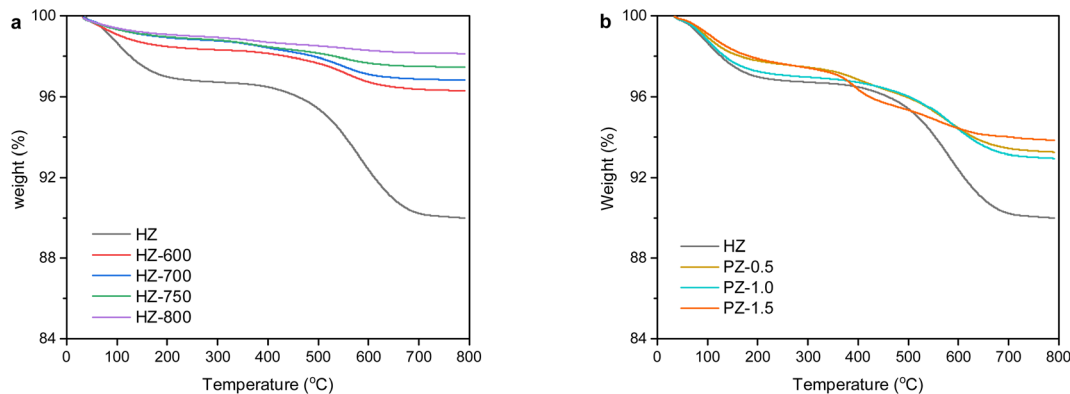 a
100
96
92
88
84
weight (%)
HZ
HZ-600
HZ-700
HZ-750
HZ-800
0 100 200 300 400 500 600 700 800
Temperature (°C)
b
100
96
92
88
84
Weight (%)
HZ
PZ-0.5
PZ-1.0
PZ-1.5
0 100 200 300 400 500 600 700 800
Temperature (°C)